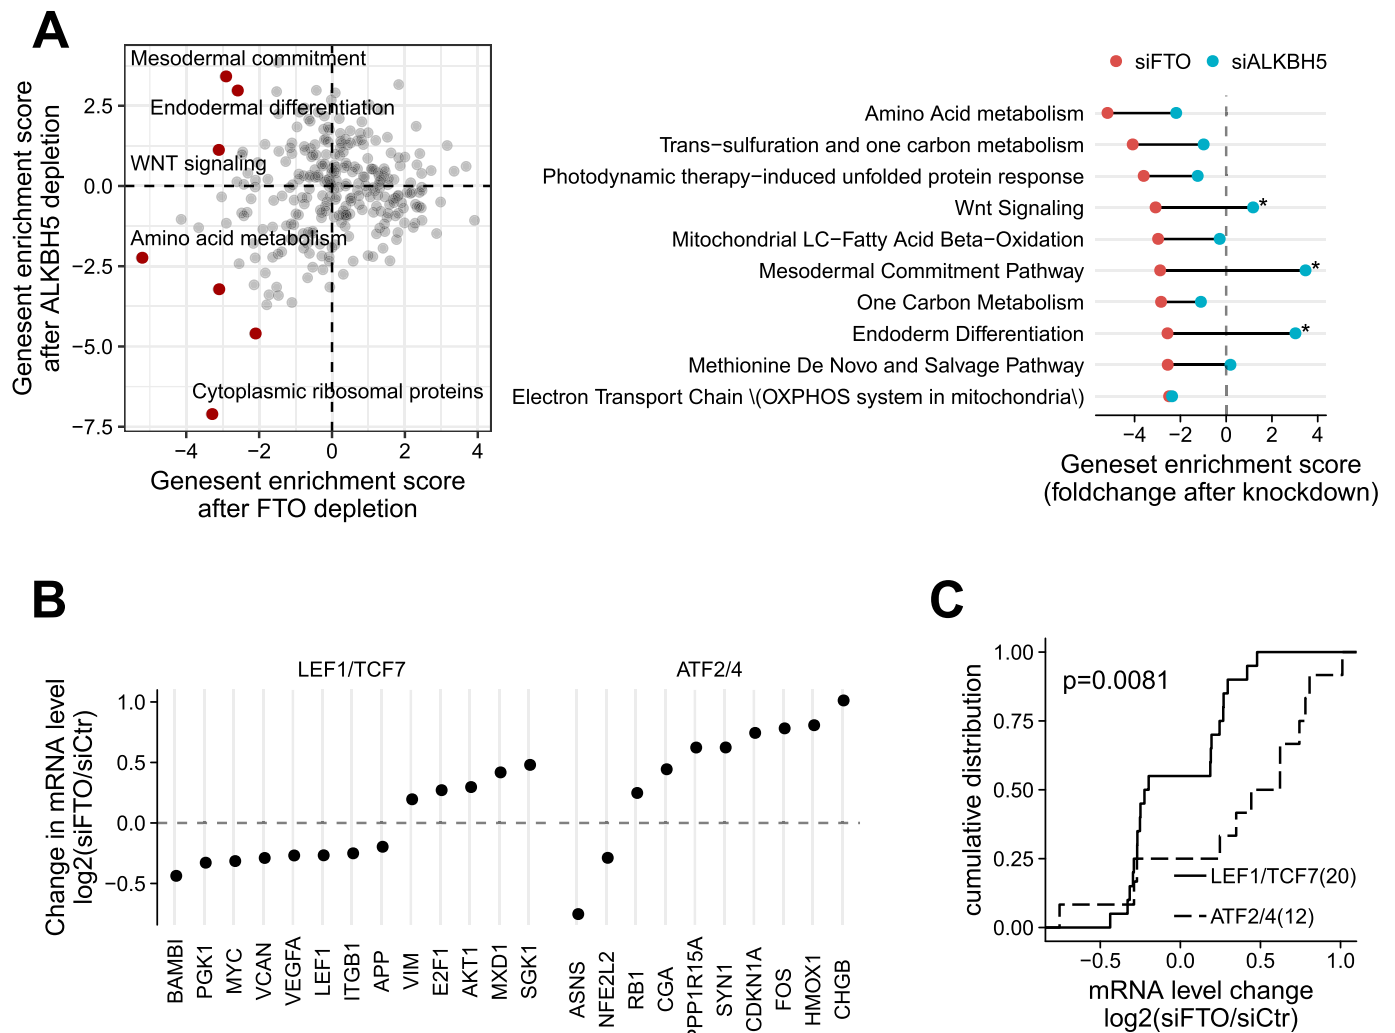 A
Genesent enrichment score
after ALKBH5 depletion
2.5
0.0
−2.5
−5.0
−7.5
Mesodermal commitment
Endodermal differentiation
WNT signaling
Amino acid metabolism
Cytoplasmic ribosomal proteins
−4
−2
0
2
4
Genesent enrichment score
after FTO depletion
siFTO
siALKBH5
Amino Acid metabolism
Trans−sulfuration and one carbon metabolism
Photodynamic therapy−induced unfolded protein response
Wnt Signaling
*
Mitochondrial LC−Fatty Acid Beta−Oxidation
Mesodermal Commitment Pathway
*
One Carbon Metabolism
Endoderm Differentiation
*
Methionine De Novo and Salvage Pathway
Electron Transport Chain \(OXPHOS system in mitochondria\)
−4
−2
0
2
4
Geneset enrichment score
(foldchange after knockdown)
B
LEF1/TCF7
ATF2/4
Change in mRNA level
log2(siFTO/siCtr)
1.0
0.5
0.0
−0.5
BAMBI
PGK1
MYC
VCAN
VEGFA
LEF1
ITGB1
APP
VIM
E2F1
AKT1
MXD1
SGK1
ASNS
NFE2L2
RB1
CGA
PPP1R15A
SYN1
CDKN1A
FOS
HMOX1
CHGB
C
cumulative distribution
1.00
0.75
0.50
0.25
0.00
p=0.0081
LEF1/TCF7(20)
ATF2/4(12)
−0.5
0.0
0.5
1.0
mRNA level change
log2(siFTO/siCtr)